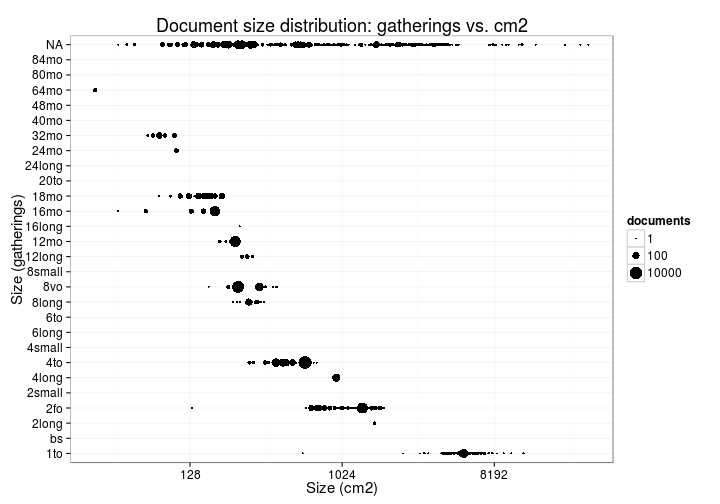 Document size distribution: gatherings vs. cm2
Size (gatherings)
NA
84mo
80mo
64mo
48mo
40mo
32mo
24mo
24long
20to
18mo
16mo
16long
12mo
12long
8small
8vo
8long
6to
6long
4small
4to
4long
2small
2fo
2long
bs
1to
128
1024
8192
Size (cm2)
documents
1
100
10000